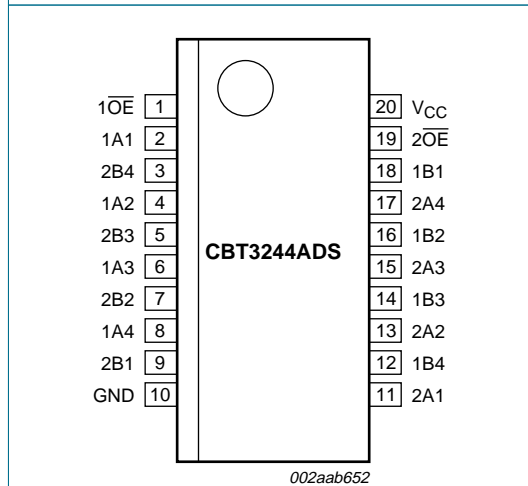 1OE 1 20 VCC
1A1 2 19 2OE
2B4 3 18 1B1
1A2 4 17 2A4
2B3 5 16 1B2
CBT3244ADS
1A3 6 15 2A3
2B2 7 14 1B3
1A4 8 13 2A2
2B1 9 12 1B4
GND 10 11 2A1
002aab652